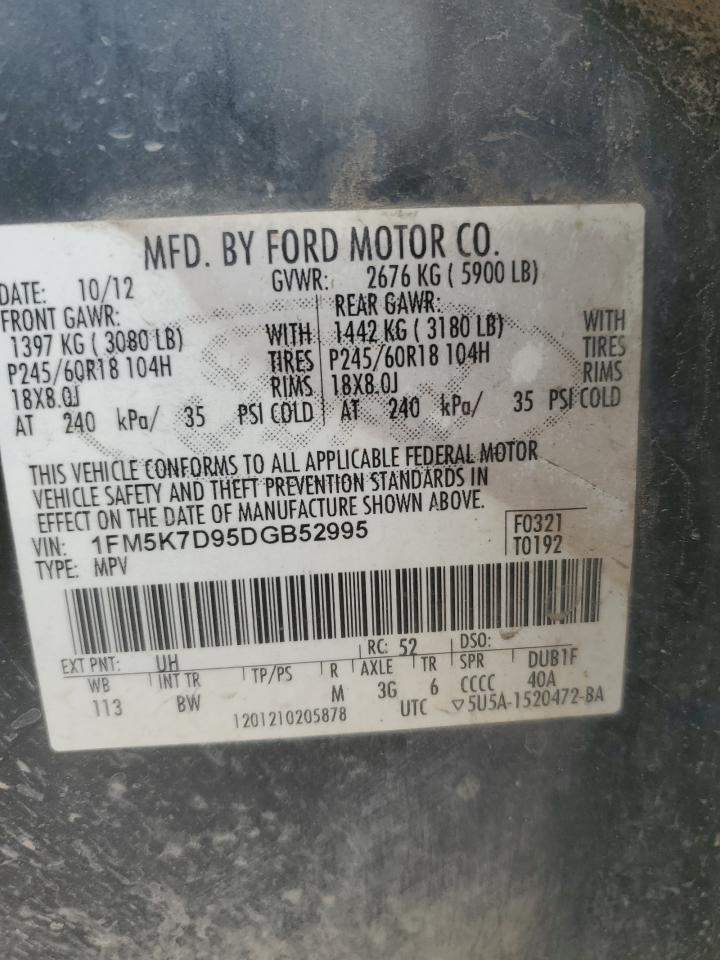 MFD. BY FORD MOTOR CO.
DATE: 10/12 GVWR: 2676 KG ( 5900 LB)
FRONT GAWR: REAR GAWR:
1397 KG ( 3080 LB) WITH 1442 KG ( 3180 LB) WITH
P245/60R18 104H TIRES P245/60R18 104H TIRES
18X8.0J RIMS 18X8.0J RIMS
AT 240 kPa/ 35 PSI COLD AT 240 kPa/ 35 PSI COLD
THIS VEHICLE CONFORMS TO ALL APPLICABLE FEDERAL MOTOR
VEHICLE SAFETY AND THEFT PREVENTION STANDARDS IN
EFFECT ON THE DATE OF MANUFACTURE SHOWN ABOVE.
VIN: 1FM5K7D95DGB52995 F0321
TYPE: MPV T0192
EXT PNT: UH RC: 52 DSO:
WB INT TR TP/PS R AXLE TR SPR DUB1F
113 BW M 3G 6 CCCC 40A
1201210205878 UTC ▽5U5A-1520472-BA